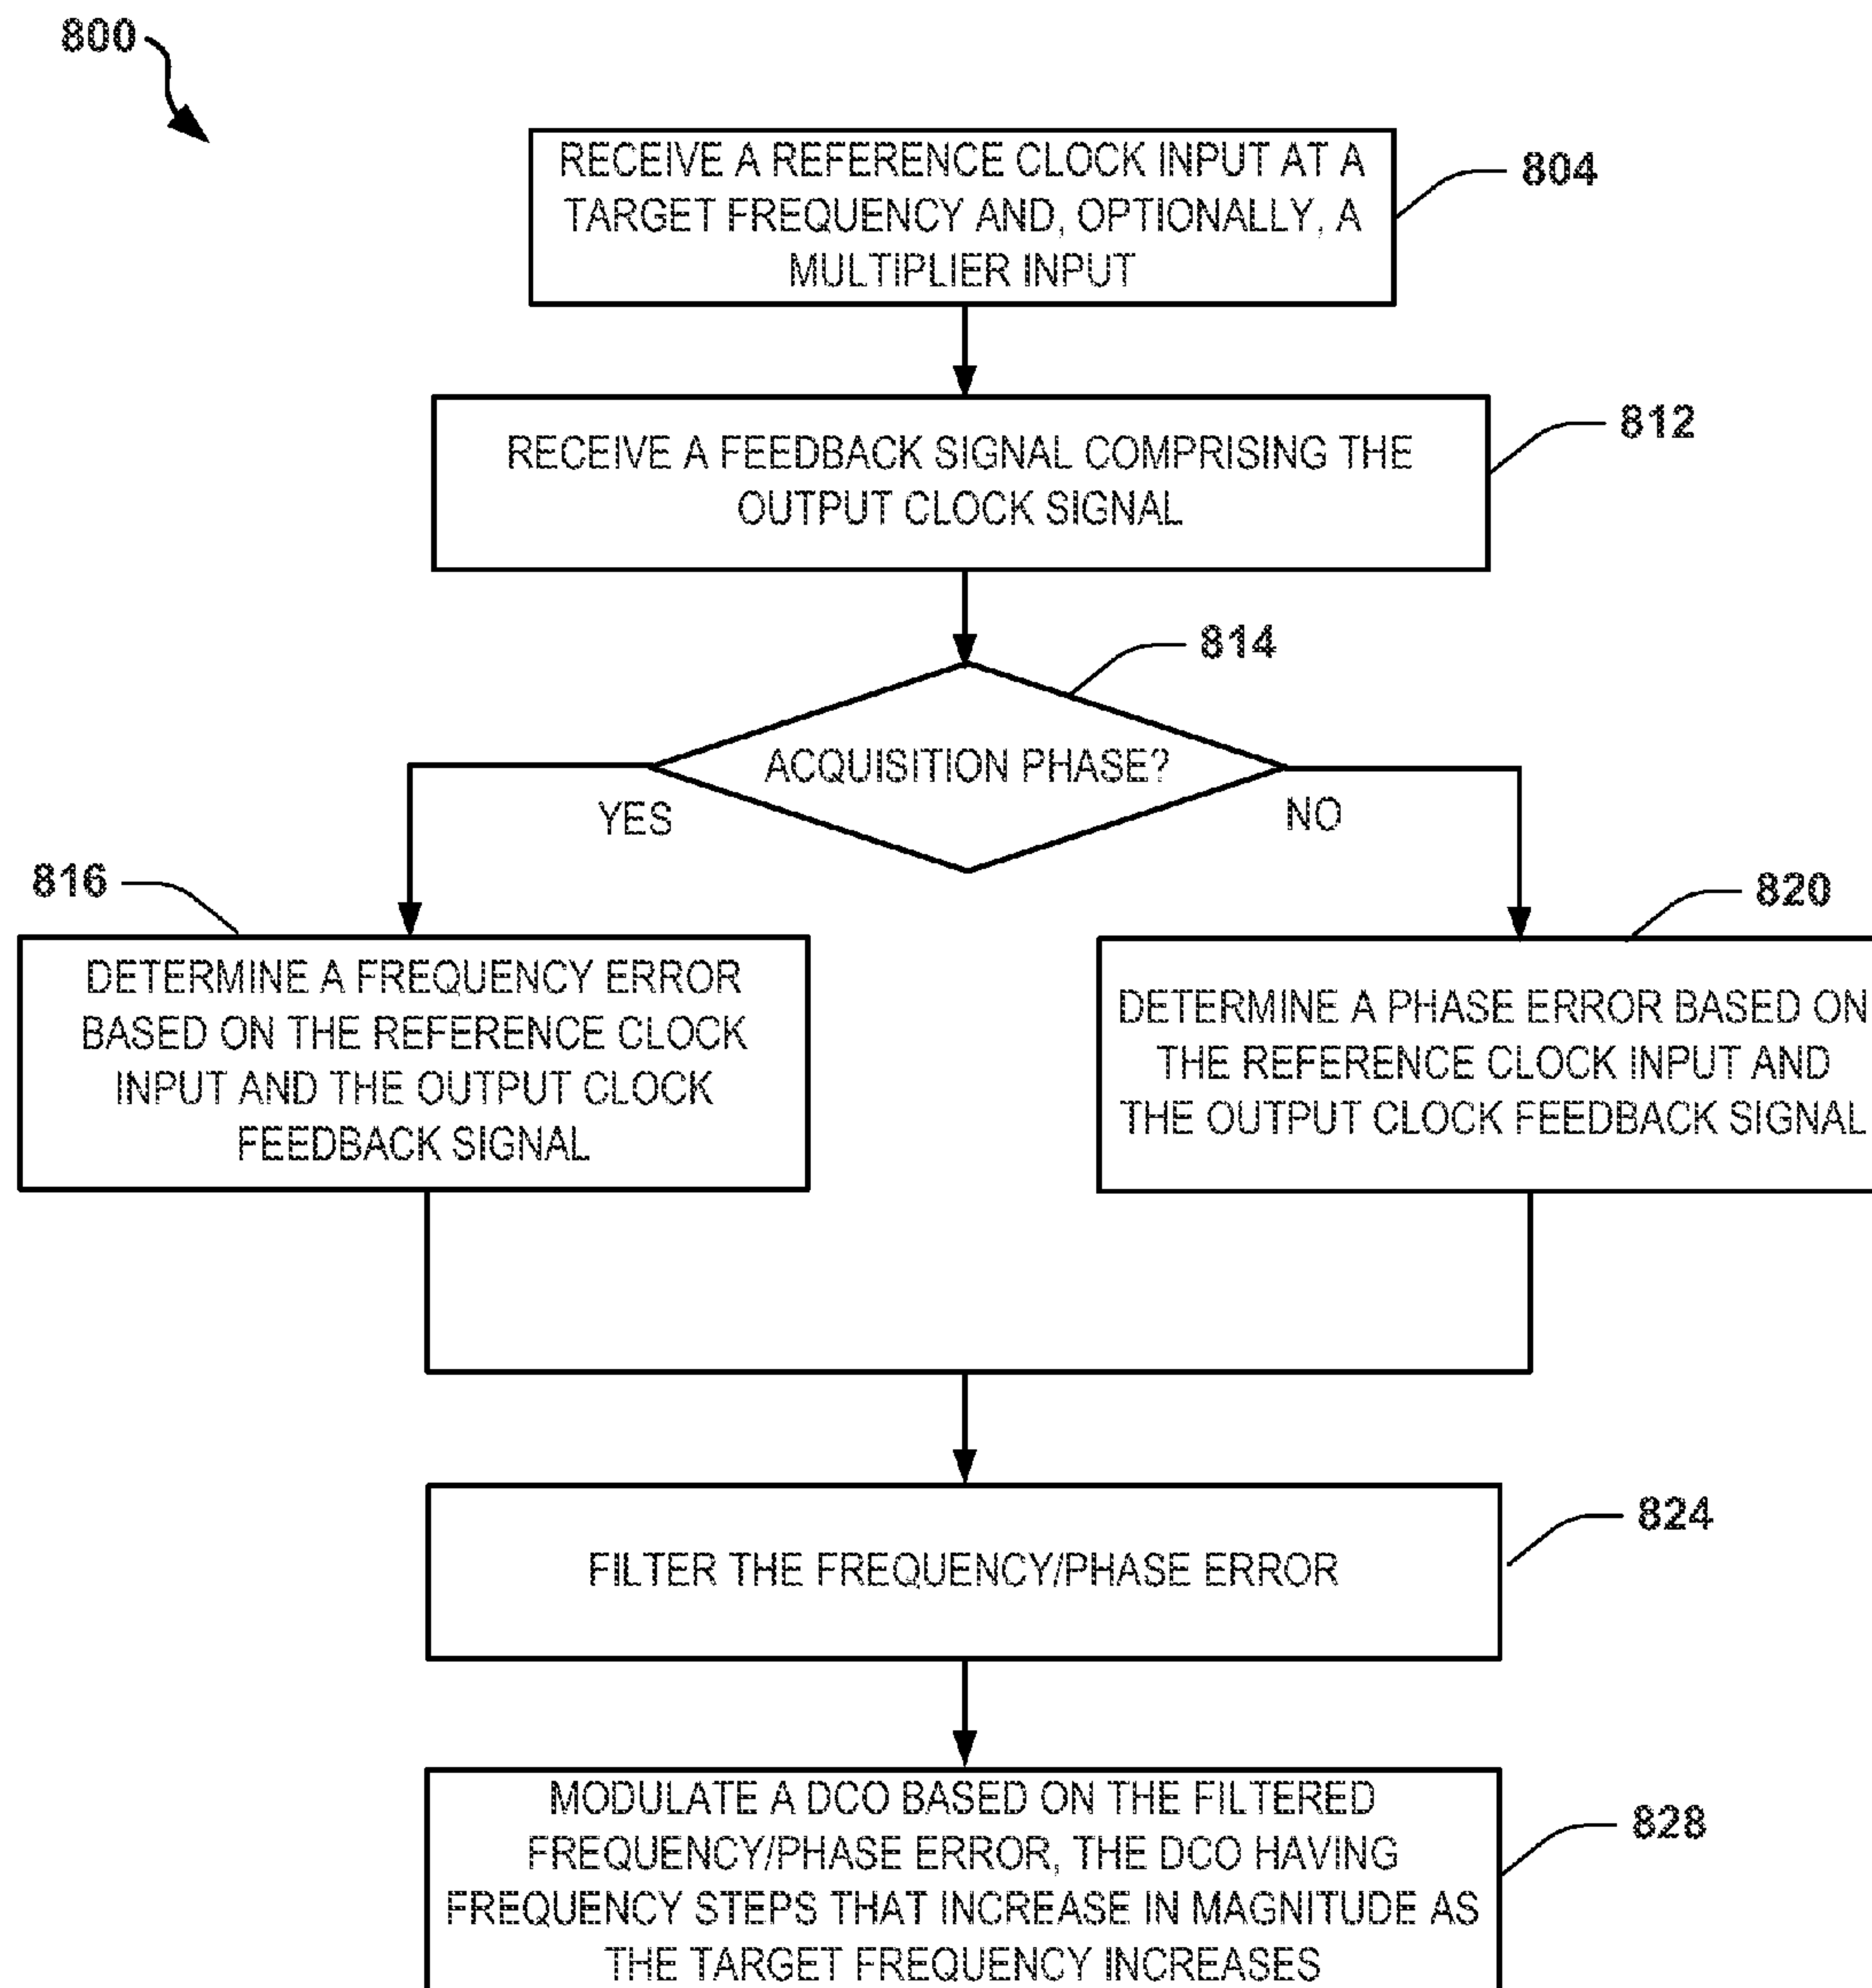 800
RECEIVE A REFERENCE CLOCK INPUT AT A
TARGET FREQUENCY AND, OPTIONALLY, A
MULTIPLIER INPUT
804
RECEIVE A FEEDBACK SIGNAL COMPRISING THE
OUTPUT CLOCK SIGNAL
812
814
ACQUISITION PHASE?
YES
NO
816
DETERMINE A FREQUENCY ERROR
BASED ON THE REFERENCE CLOCK
INPUT AND THE OUTPUT CLOCK
FEEDBACK SIGNAL
820
DETERMINE A PHASE ERROR BASED ON
THE REFERENCE CLOCK INPUT AND
THE OUTPUT CLOCK FEEDBACK SIGNAL
FILTER THE FREQUENCY/PHASE ERROR
824
MODULATE A DCO BASED ON THE FILTERED
FREQUENCY/PHASE ERROR, THE DCO HAVING
FREQUENCY STEPS THAT INCREASE IN MAGNITUDE AS
THE TARGET FREQUENCY INCREASES
828